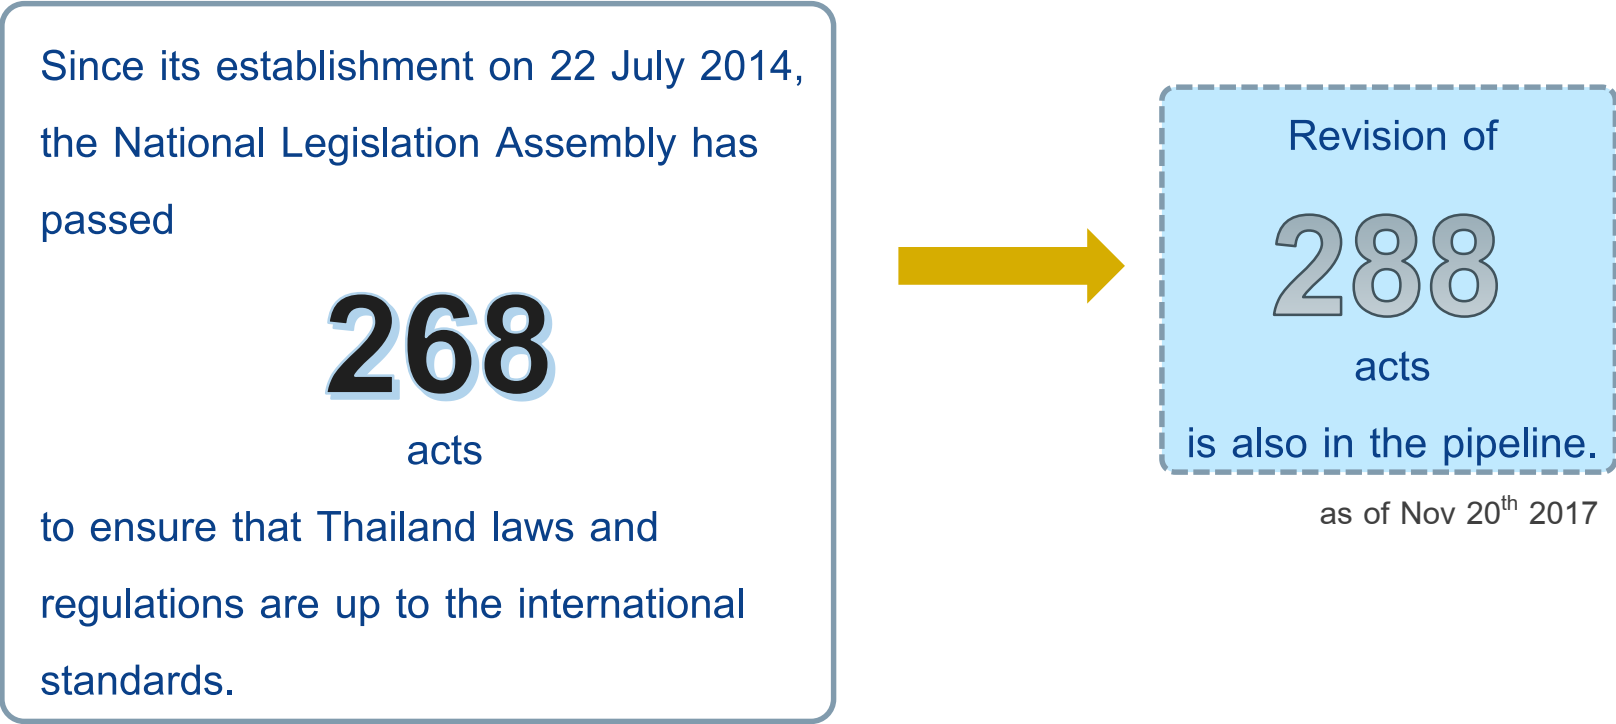 Since its establishment on 22 July 2014,
the National Legislation Assembly has
passed
268
acts
to ensure that Thailand laws and
regulations are up to the international
standards.
Revision of
288
acts
is also in the pipeline.
as of Nov 20th 2017